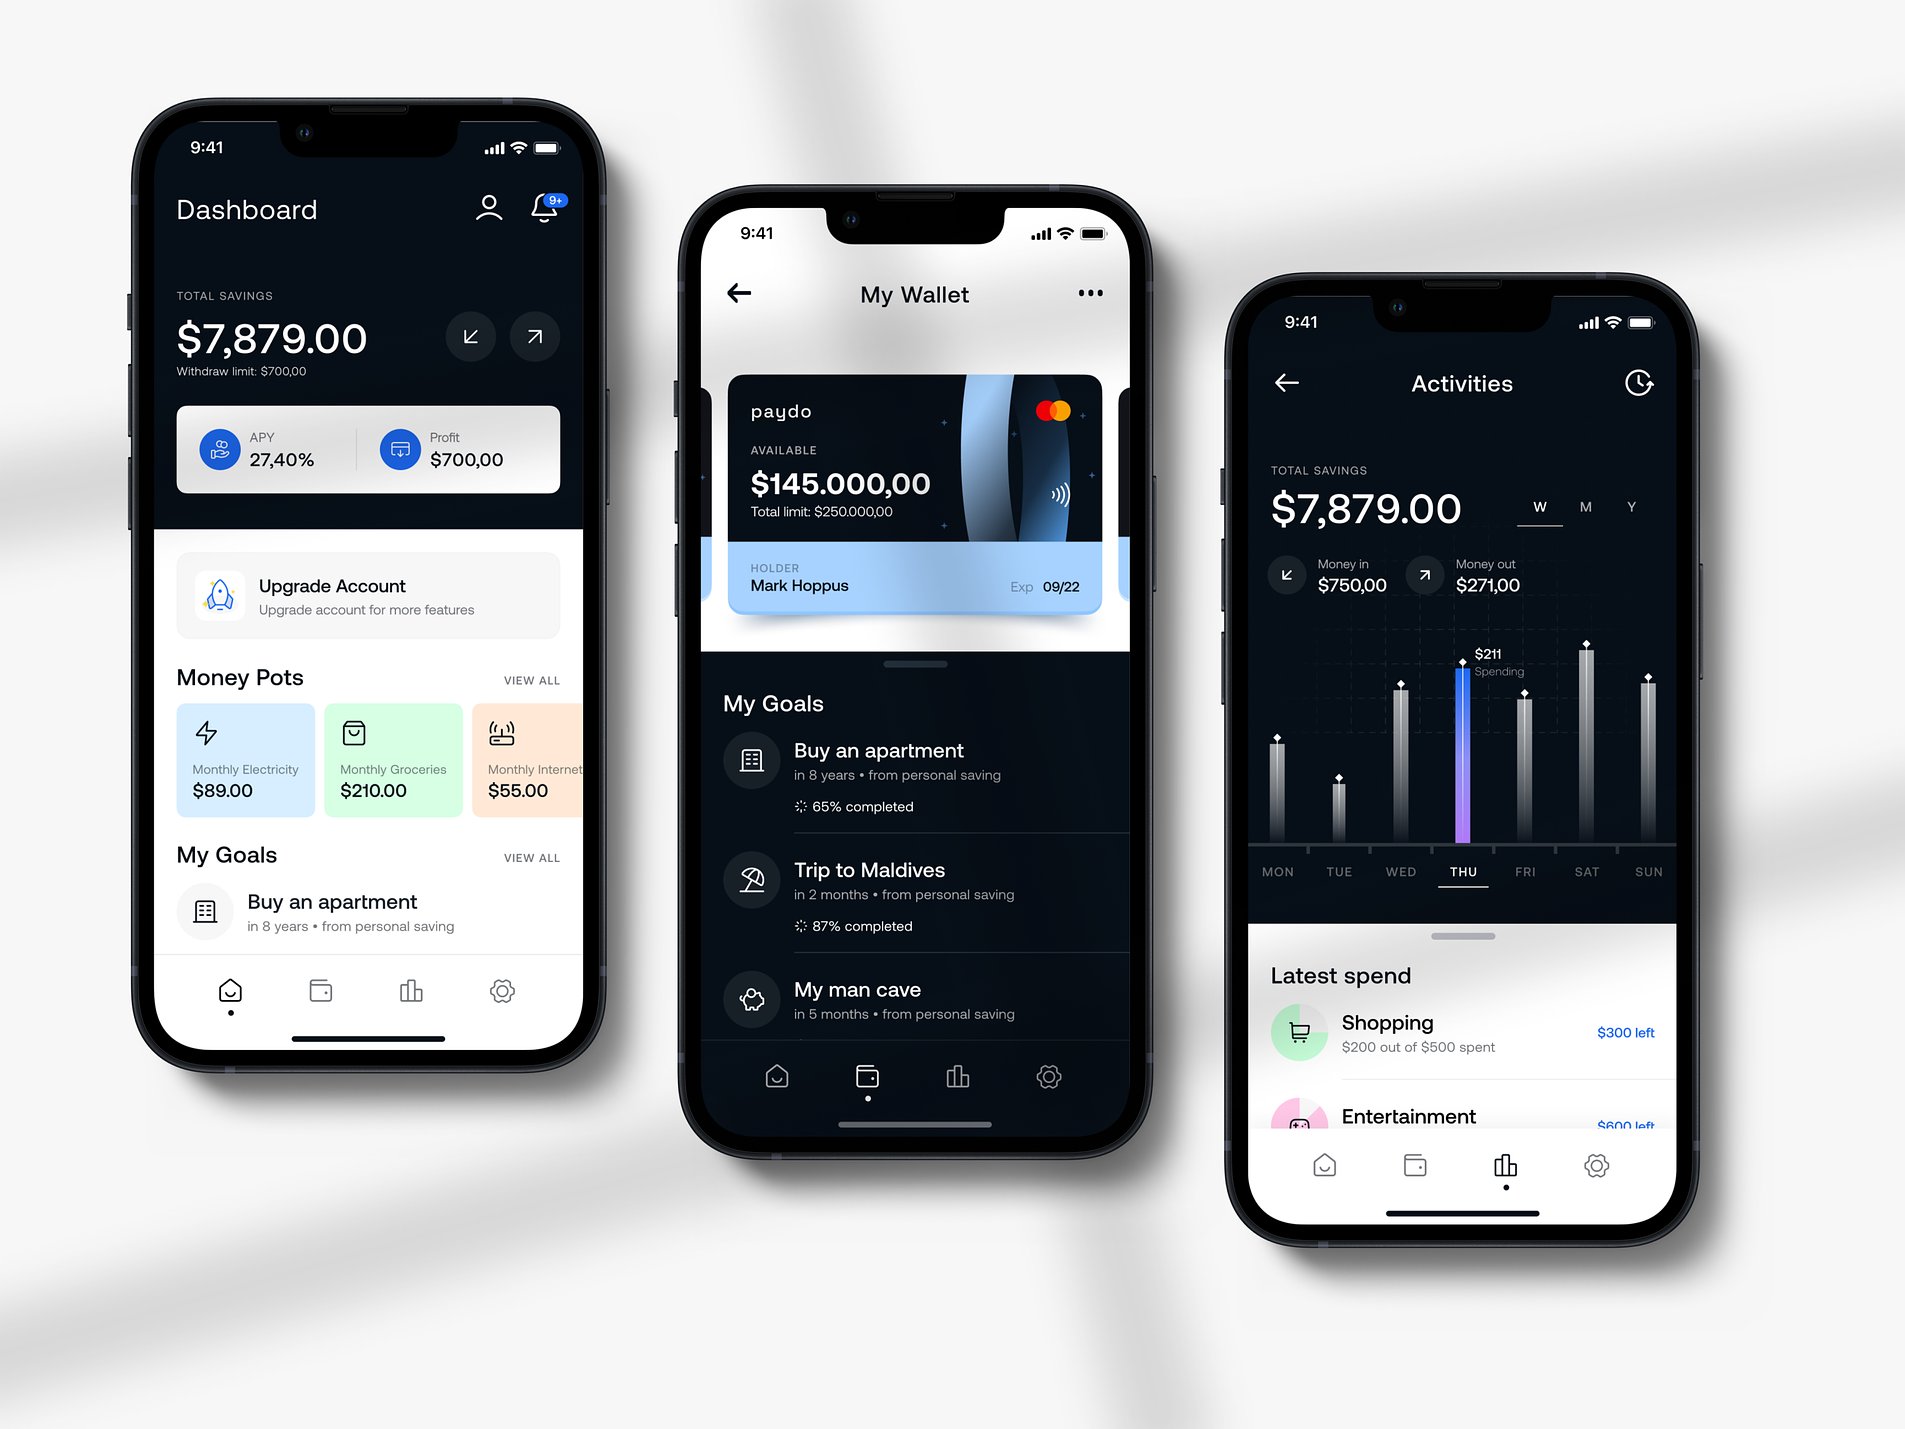 9:41
Dashboard
9+
TOTAL SAVINGS
$7,879.00
Withdraw limit: $700,00
APY
27,40%
Profit
$700,00
Upgrade Account
Upgrade account for more features
Money Pots
VIEW ALL
Monthly Electricity
$89.00
Monthly Groceries
$210.00
Monthly Internet
$55.00
My Goals
VIEW ALL
Buy an apartment
in 8 years • from personal saving
9:41
My Wallet
paydo
AVAILABLE
$145.000,00
Total limit: $250.000,00
HOLDER
Mark Hoppus
Exp 09/22
My Goals
Buy an apartment
in 8 years • from personal saving
65% completed
Trip to Maldives
in 2 months • from personal saving
87% completed
My man cave
in 5 months • from personal saving
9:41
Activities
TOTAL SAVINGS
$7,879.00
W M Y
Money in
$750,00
Money out
$271,00
$211
Spending
MON TUE WED THU FRI SAT SUN
Latest spend
Shopping
$200 out of $500 spent
$300 left
Entertainment
$600 left